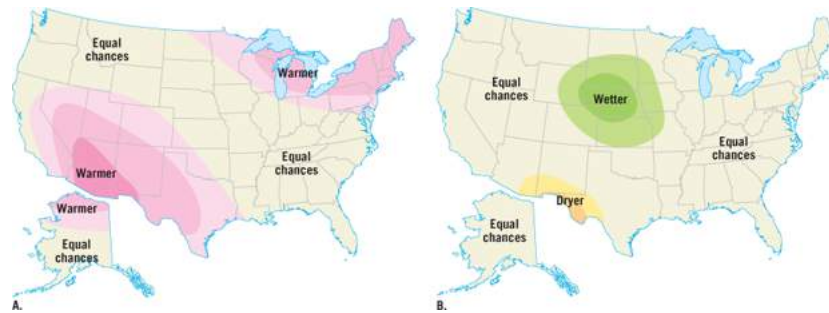 Equal
chances
Warmer
Equal
chances
Warmer
Warmer
Equal
chances
A.
Equal
chances
Wetter
Equal
chances
Dryer
Equal
chances
B.